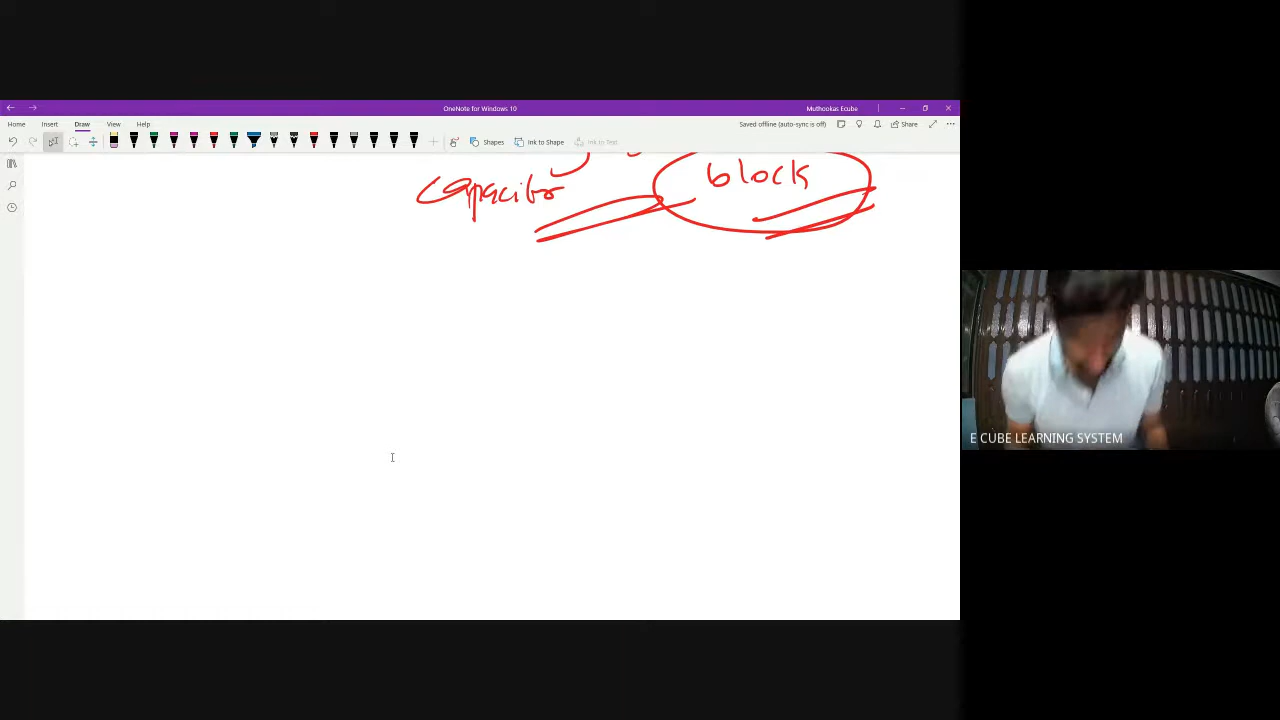 OneNote for Windows 10
Muthookas Ecube
Home Insert Draw View Help
Saved offline (auto-sync is off)
Share
Shapes
Ink to Shape
Ink to Text
block
capacitor
E CUBE LEARNING SYSTEM